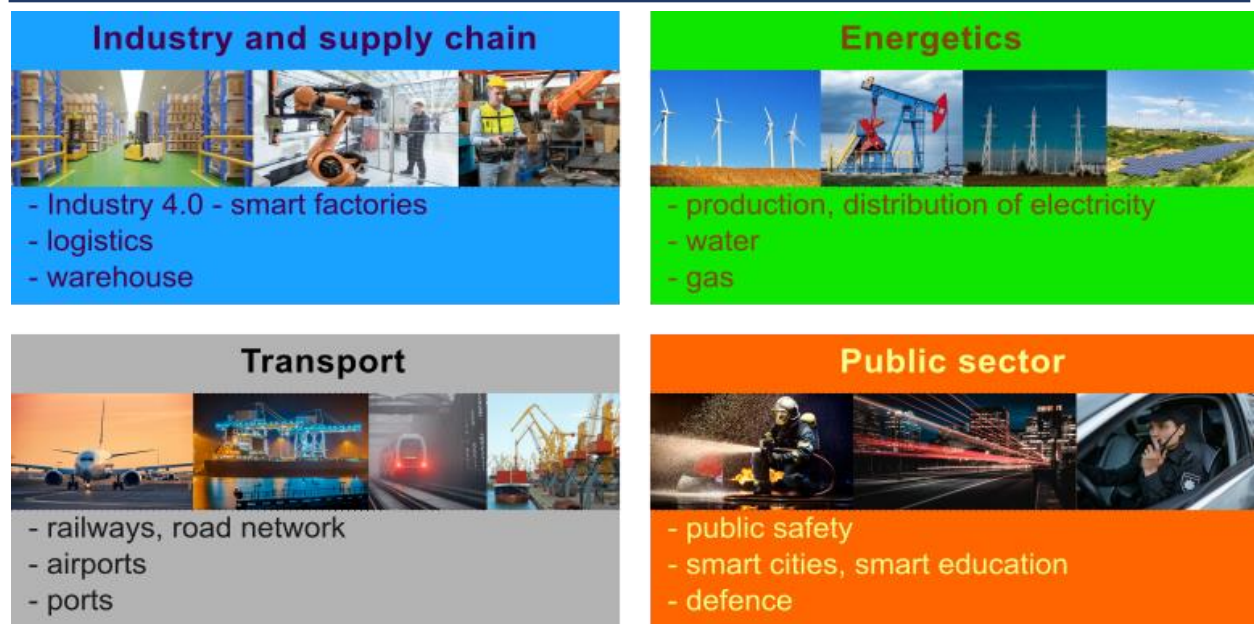 Industry and supply chain
- Industry 4.0 - smart factories
- logistics
- warehouse
Energetics
- production, distribution of electricity
- water
- gas
Transport
- railways, road network
- airports
- ports
Public sector
- public safety
- smart cities, smart education
- defence